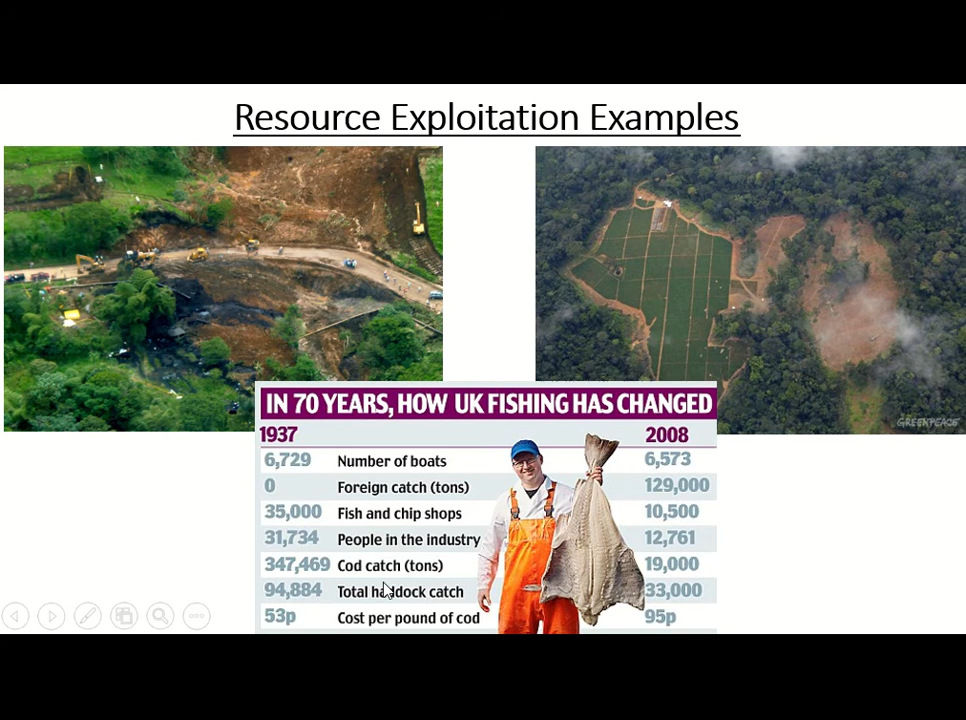 Resource Exploitation Examples
GREENPEACE
IN 70 YEARS, HOW UK FISHING HAS CHANGED
1937 2008
6,729 Number of boats 6,573
0 Foreign catch (tons) 129,000
35,000 Fish and chip shops 10,500
31,734 People in the industry 12,761
347,469 Cod catch (tons) 19,000
94,884 Total haddock catch 33,000
53p Cost per pound of cod 95p